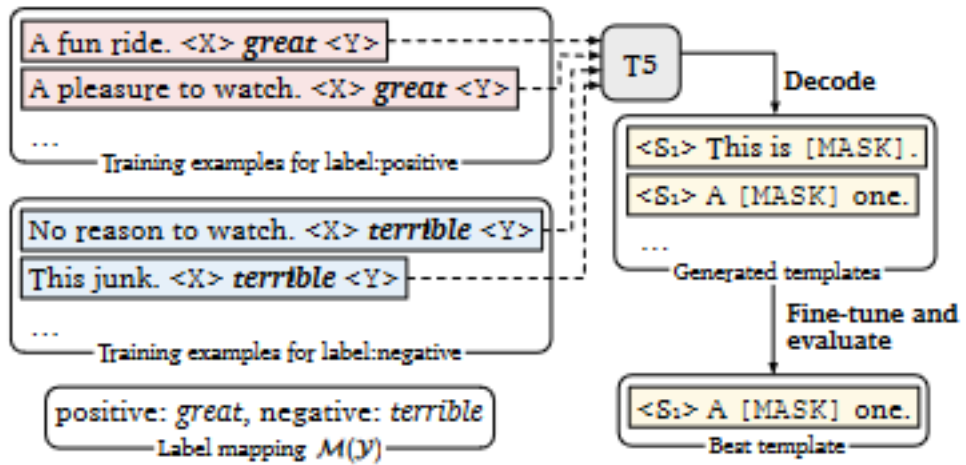 A fun ride. <X> great <Y>
A pleasure to watch. <X> great <Y>
...
Training examples for label:positive
No reason to watch. <X> terrible <Y>
This junk. <X> terrible <Y>
...
Training examples for label:negative
positive: great, negative: terrible
Label mapping M(Y)
T5
Decode
<S₁> This is [MASK].
<S₁> A [MASK] one.
...
Generated templates
Fine-tune and
evaluate
<S₁> A [MASK] one.
Best template